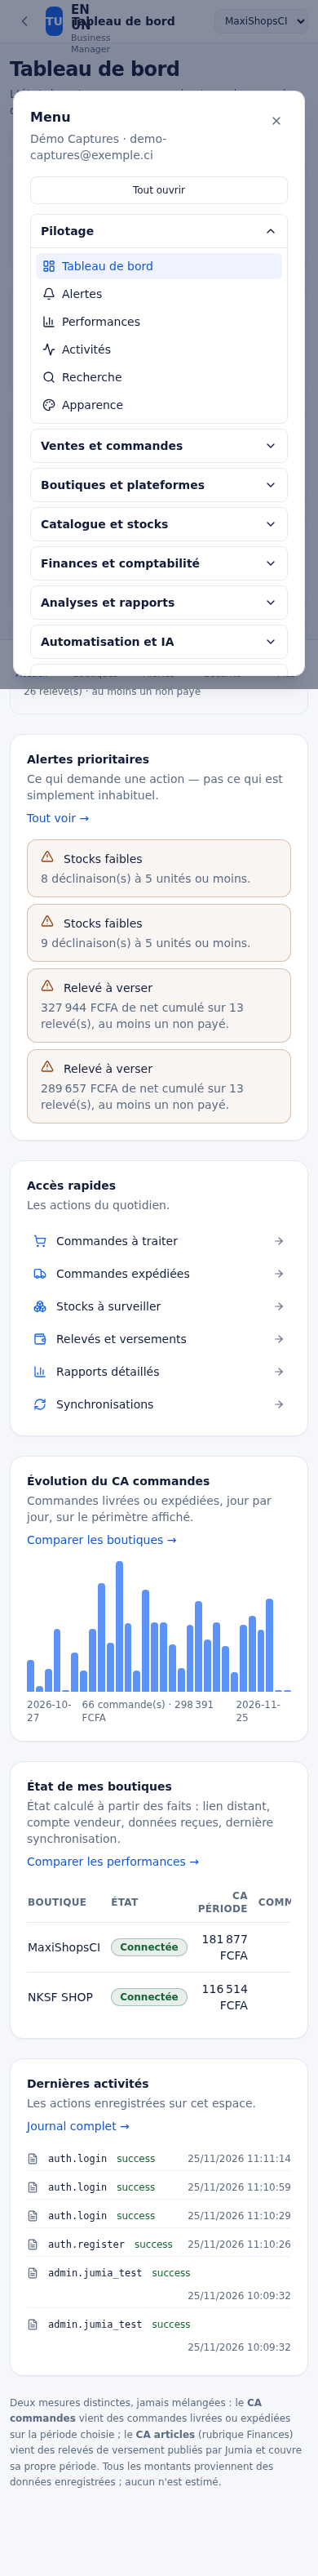 TU
EN
UN
Business
Manager
Tableau de bord
MaxiShopsCI
Tableau de bord
Menu
Démo Captures · demo-
captures@exemple.ci
Tout ouvrir
Pilotage
Tableau de bord
Alertes
Performances
Activités
Recherche
Apparence
Ventes et commandes
Boutiques et plateformes
Catalogue et stocks
Finances et comptabilité
Analyses et rapports
Automatisation et IA
26 relevé(s) · au moins un non payé
Alertes prioritaires
Ce qui demande une action — pas ce qui est
simplement inhabituel.
Tout voir →
Stocks faibles
8 déclinaison(s) à 5 unités ou moins.
Stocks faibles
9 déclinaison(s) à 5 unités ou moins.
Relevé à verser
327 944 FCFA de net cumulé sur 13
relevé(s), au moins un non payé.
Relevé à verser
289 657 FCFA de net cumulé sur 13
relevé(s), au moins un non payé.
Accès rapides
Les actions du quotidien.
Commandes à traiter
Commandes expédiées
Stocks à surveiller
Relevés et versements
Rapports détaillés
Synchronisations
Évolution du CA commandes
Commandes livrées ou expédiées, jour par
jour, sur le périmètre affiché.
Comparer les boutiques →
2026-10-27 66 commande(s) · 298 391 FCFA 2026-11-25
État de mes boutiques
État calculé à partir des faits : lien distant,
compte vendeur, données reçues, dernière
synchronisation.
Comparer les performances →
BOUTIQUE ÉTAT CA PÉRIODE COMM
MaxiShopsCI Connectée 181 877 FCFA
NKSF SHOP Connectée 116 514 FCFA
Dernières activités
Les actions enregistrées sur cet espace.
Journal complet →
auth.login success 25/11/2026 11:11:14
auth.login success 25/11/2026 11:10:59
auth.login success 25/11/2026 11:10:29
auth.register success 25/11/2026 11:10:26
admin.jumia_test success
25/11/2026 10:09:32
admin.jumia_test success
25/11/2026 10:09:32
Deux mesures distinctes, jamais mélangées : le CA
commandes vient des commandes livrées ou expédiées
sur la période choisie ; le CA articles (rubrique Finances)
vient des relevés de versement publiés par Jumia et couvre
sa propre période. Tous les montants proviennent des
données enregistrées ; aucun n'est estimé.